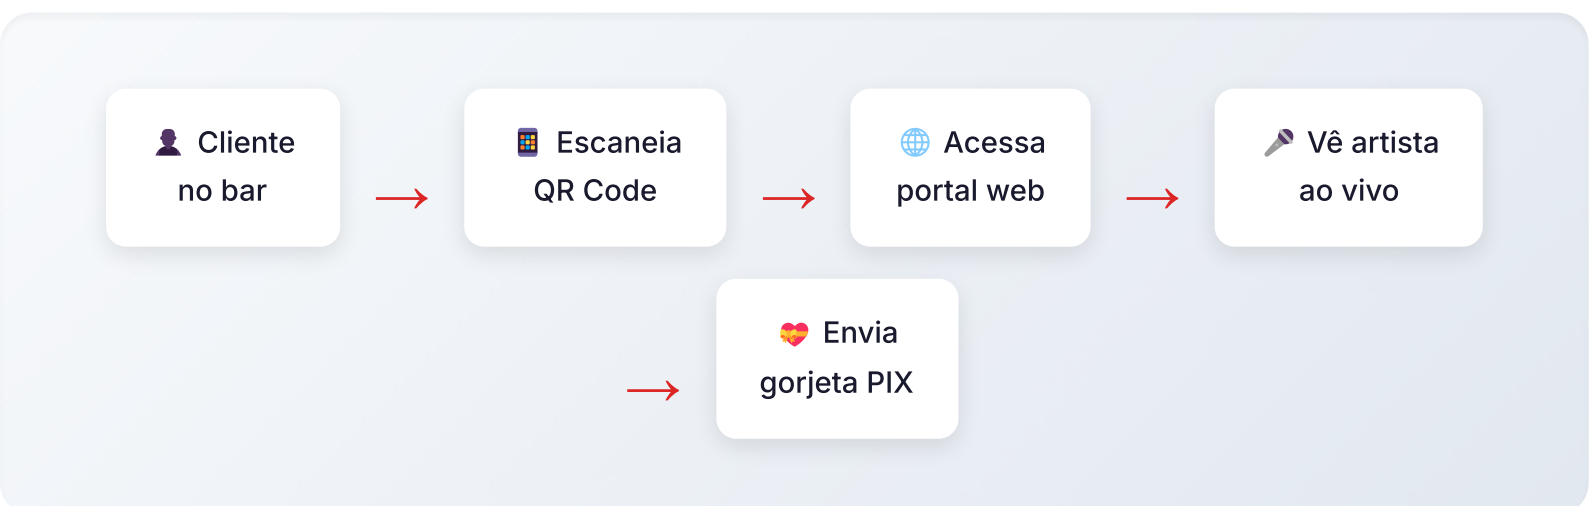 👤 Cliente
no bar
→
📱 Escaneia
QR Code
→
🌐 Acessa
portal web
→
🎤 Vê artista
ao vivo
→
💝 Envia
gorjeta PIX